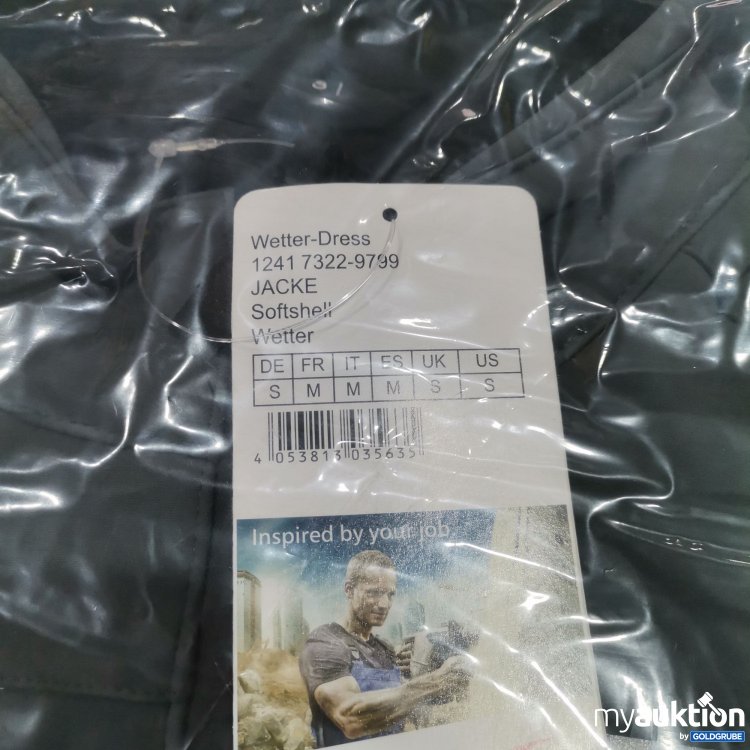 Wetter-Dress
1241 7322-9799
JACKE
Softshell
Wetter
DE FR IT ES UK US
S M M M S S
4 053813 035635
Inspired by your job
myauktion
by GOLDGRUBE